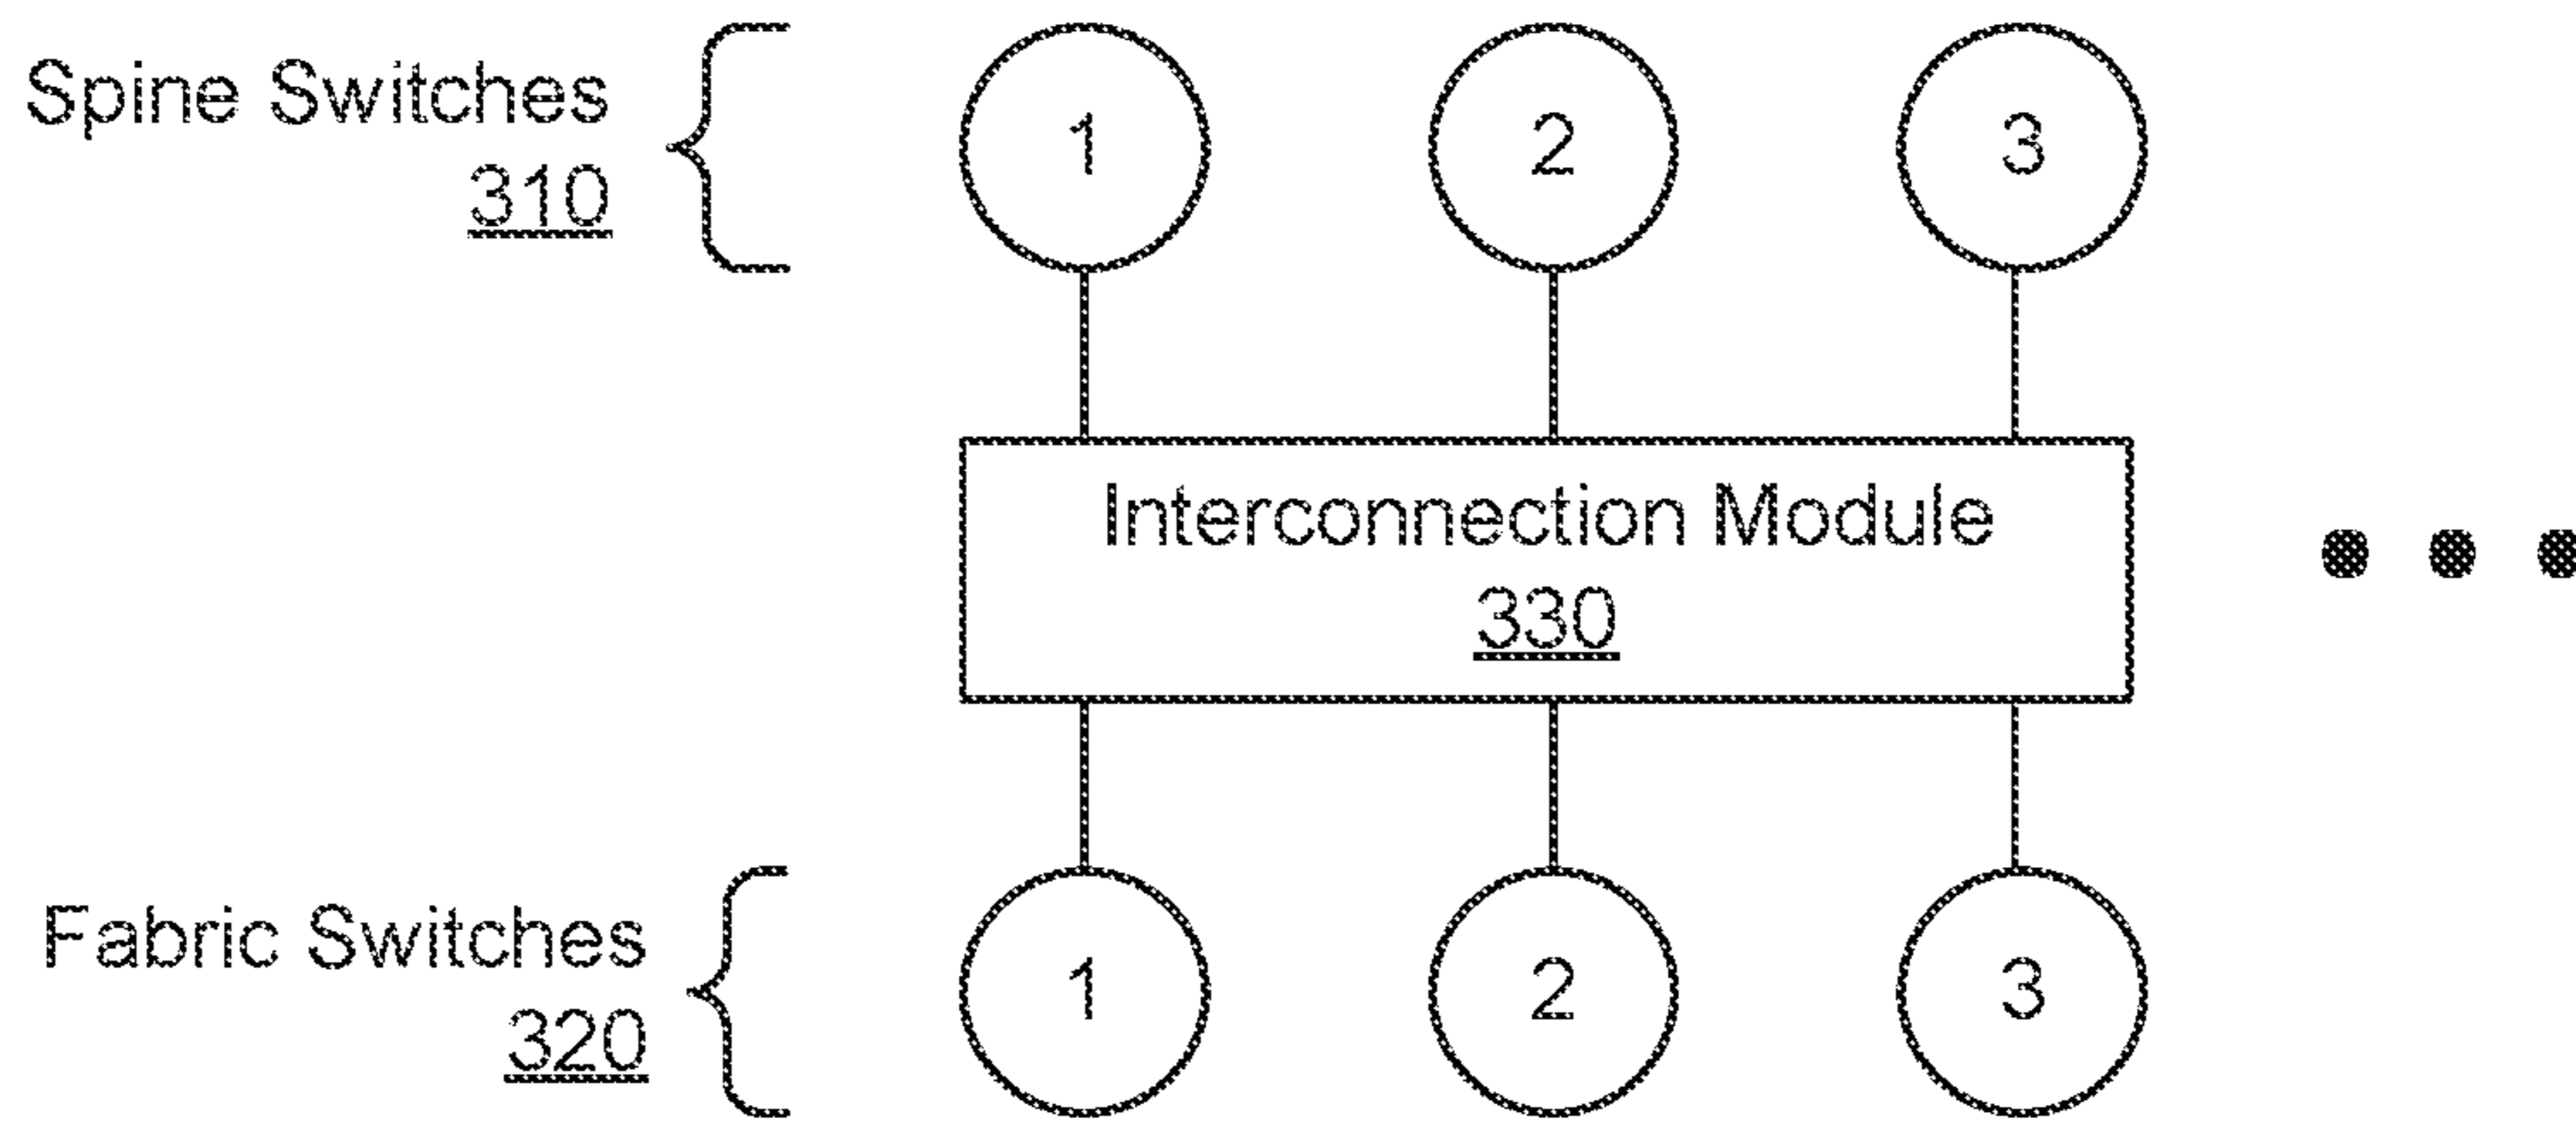 Spine Switches
310
1 2 3
Interconnection Module
330
Fabric Switches
320
1 2 3